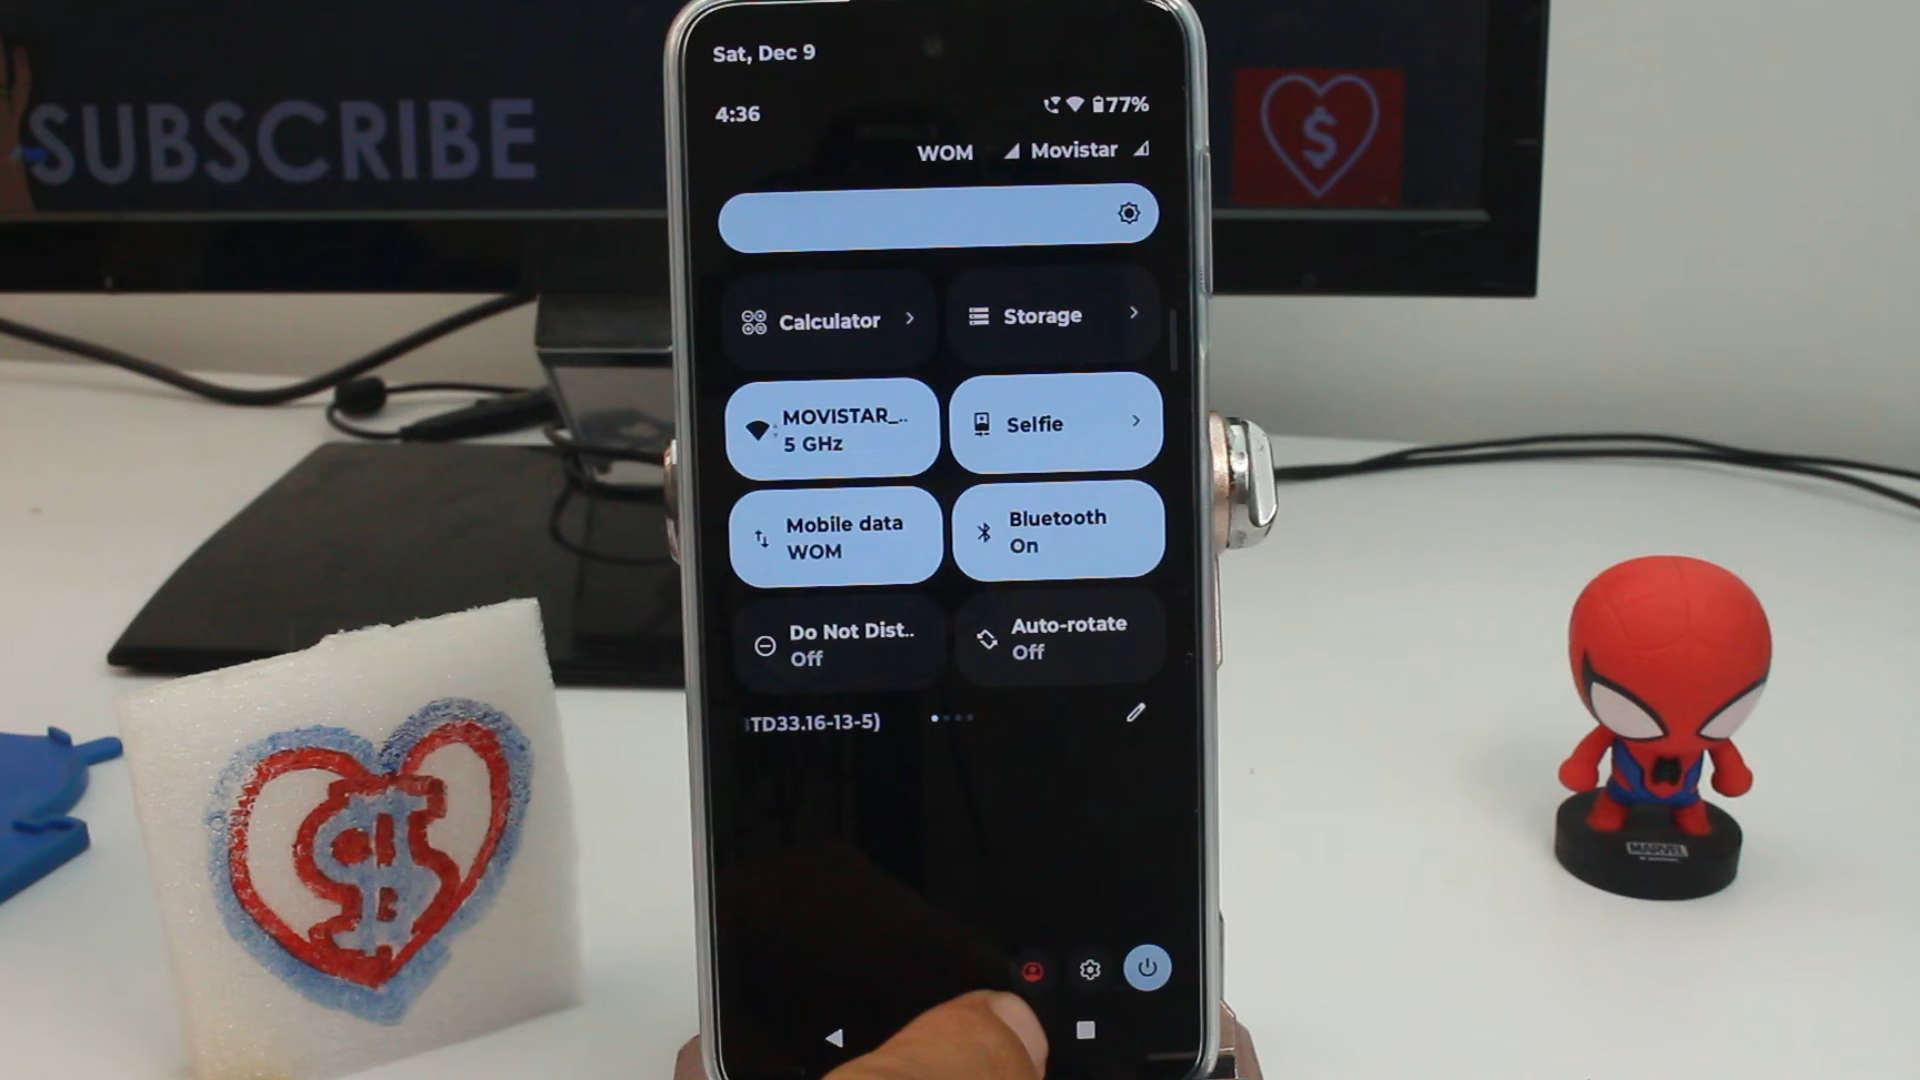 SUBSCRIBE
$
Sat, Dec 9
4:36
77%
WOM Movistar
Calculator
Storage
MOVISTAR_..
5 GHz
Selfie
Mobile data
WOM
Bluetooth
On
Do Not Dist..
Off
Auto-rotate
Off
TD33.16-13-5)
$
MARVEL